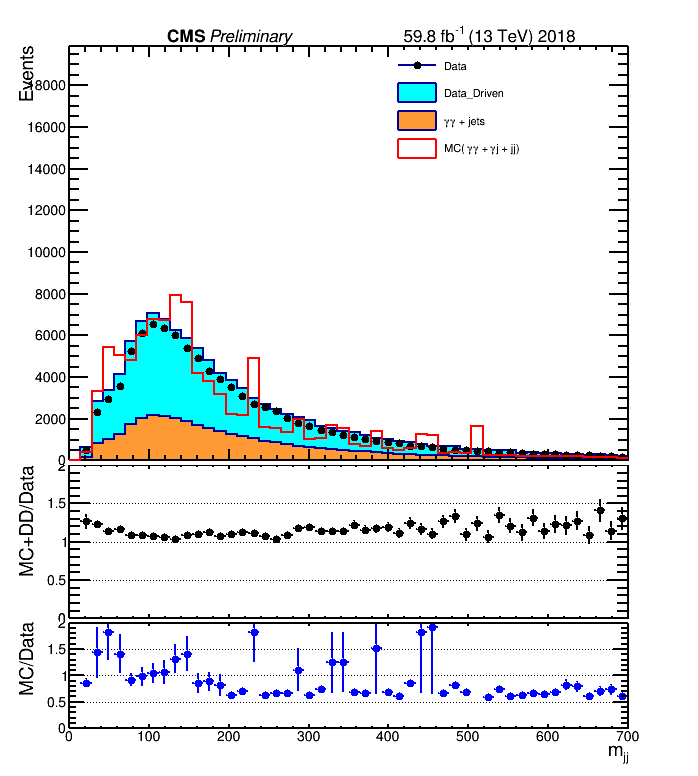 CMS Preliminary 59.8 fb-1 (13 TeV) 2018
Events
18000
16000
14000
12000
10000
8000
6000
4000
2000
0
Data
Data_Driven
γγ + jets
MC( γγ + γj + jj)
MC+DD/Data
2
1.5
1
0.5
0
MC/Data
2
1.5
1
0.5
0
0 100 200 300 400 500 600 700
mjj